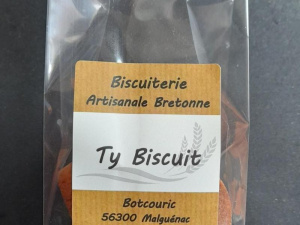 Biscuiterie
Artisanale Bretonne
Ty Biscuit
Botcouric
56300 Malguénac